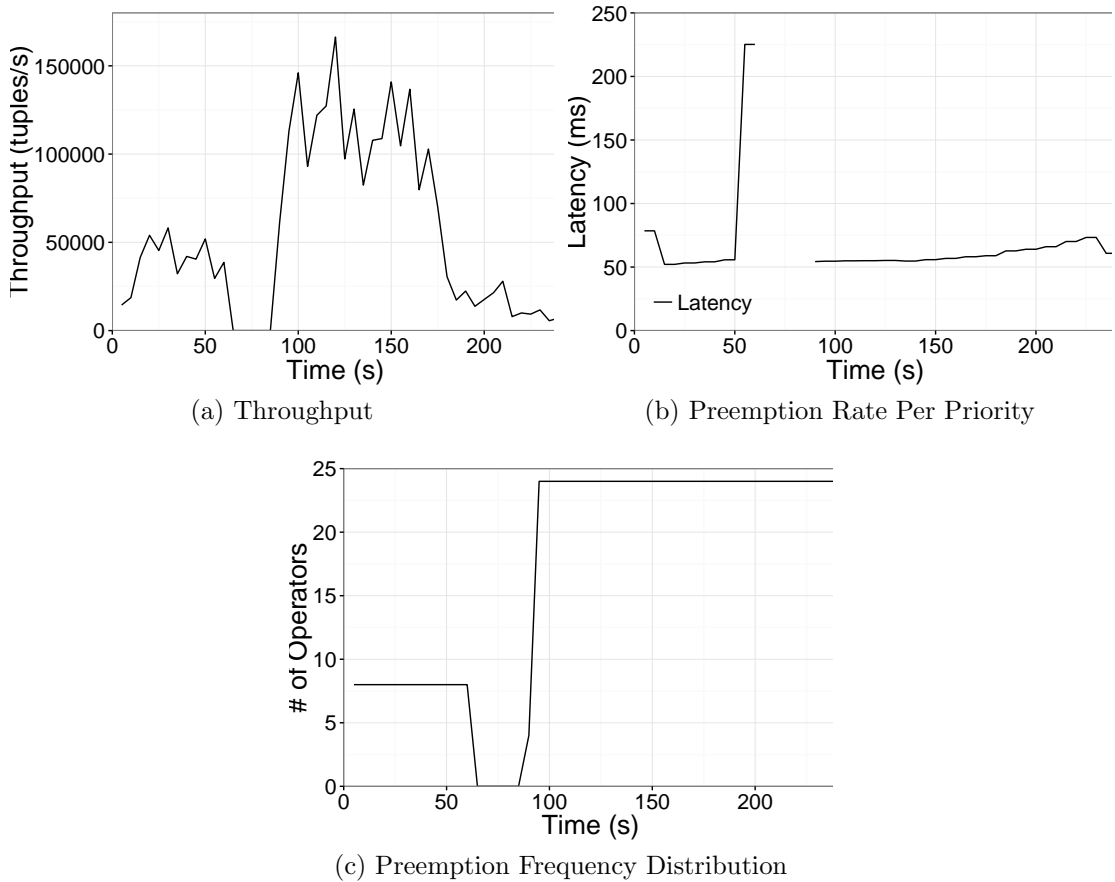 Throughput (tuples/s)
150000
100000
50000
0
0 50 100 150 200
Time (s)
(a) Throughput
Latency (ms)
250
200
150
100
50
0
Latency
0 50 100 150 200
Time (s)
(b) Preemption Rate Per Priority
# of Operators
25
20
15
10
5
0
0 50 100 150 200
Time (s)
(c) Preemption Frequency Distribution